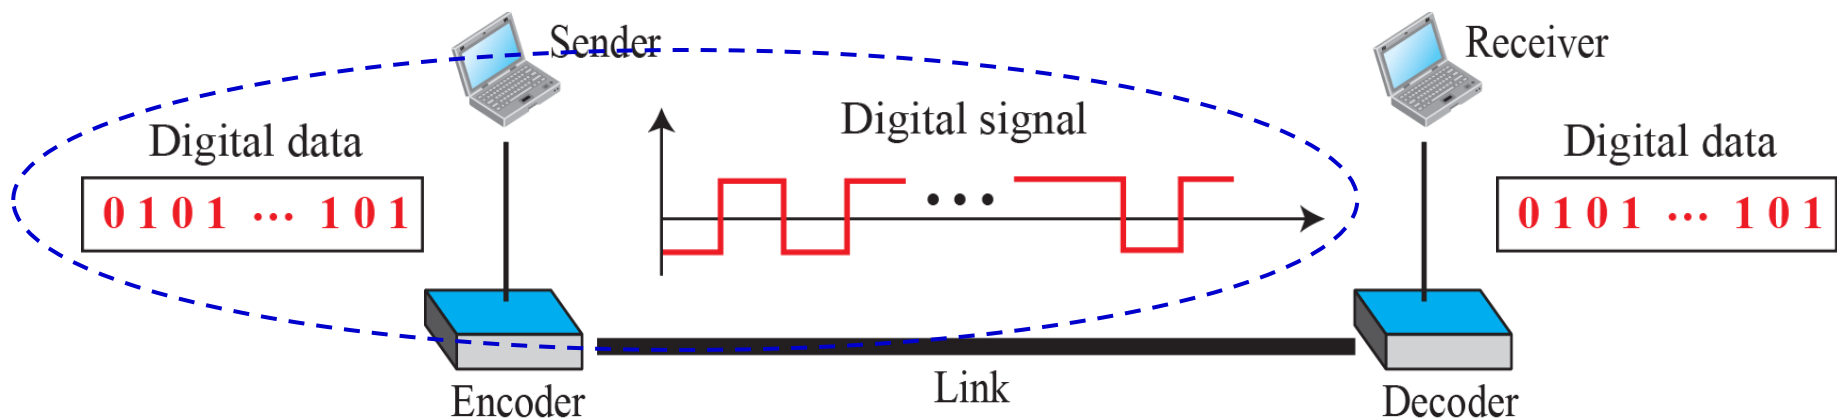 Sender
Receiver
Digital signal
Digital data
Digital data
0 1 0 1 ... 1 0 1
0 1 0 1 ... 1 0 1
Link
Encoder
Decoder